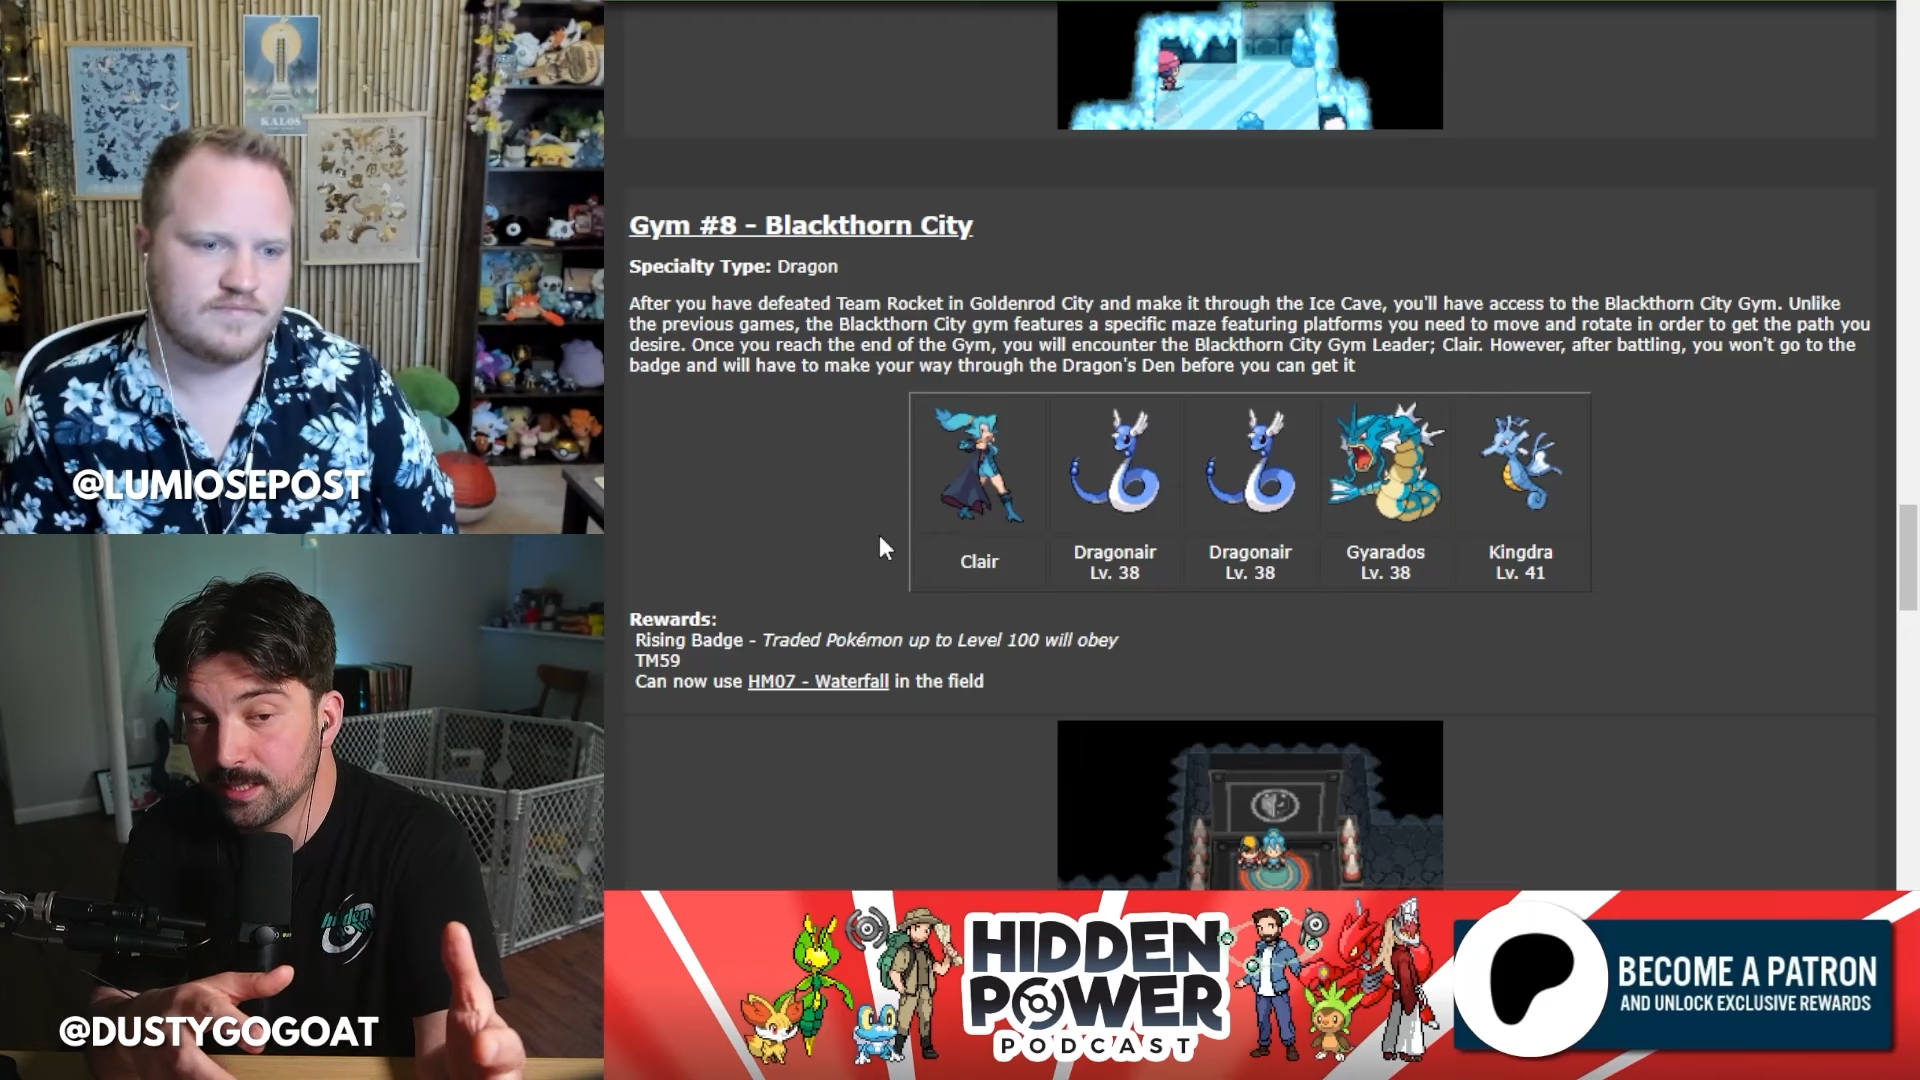 KALOS
@LUMIOSEPOST
@DUSTYGOGOAT
Gym #8 - Blackthorn City
Specialty Type: Dragon
After you have defeated Team Rocket in Goldenrod City and make it through the Ice Cave, you'll have access to the Blackthorn City Gym. Unlike
the previous games, the Blackthorn City gym features a specific maze featuring platforms you need to move and rotate in order to get the path you
desire. Once you reach the end of the Gym, you will encounter the Blackthorn City Gym Leader; Clair. However, after battling, you won't go to the
badge and will have to make your way through the Dragon's Den before you can get it
Clair
Dragonair
Lv. 38
Dragonair
Lv. 38
Gyarados
Lv. 38
Kingdra
Lv. 41
Rewards:
Rising Badge - Traded Pokémon up to Level 100 will obey
TM59
Can now use HM07 - Waterfall in the field
HIDDEN
POWER
PODCAST
BECOME A PATRON
AND UNLOCK EXCLUSIVE REWARDS